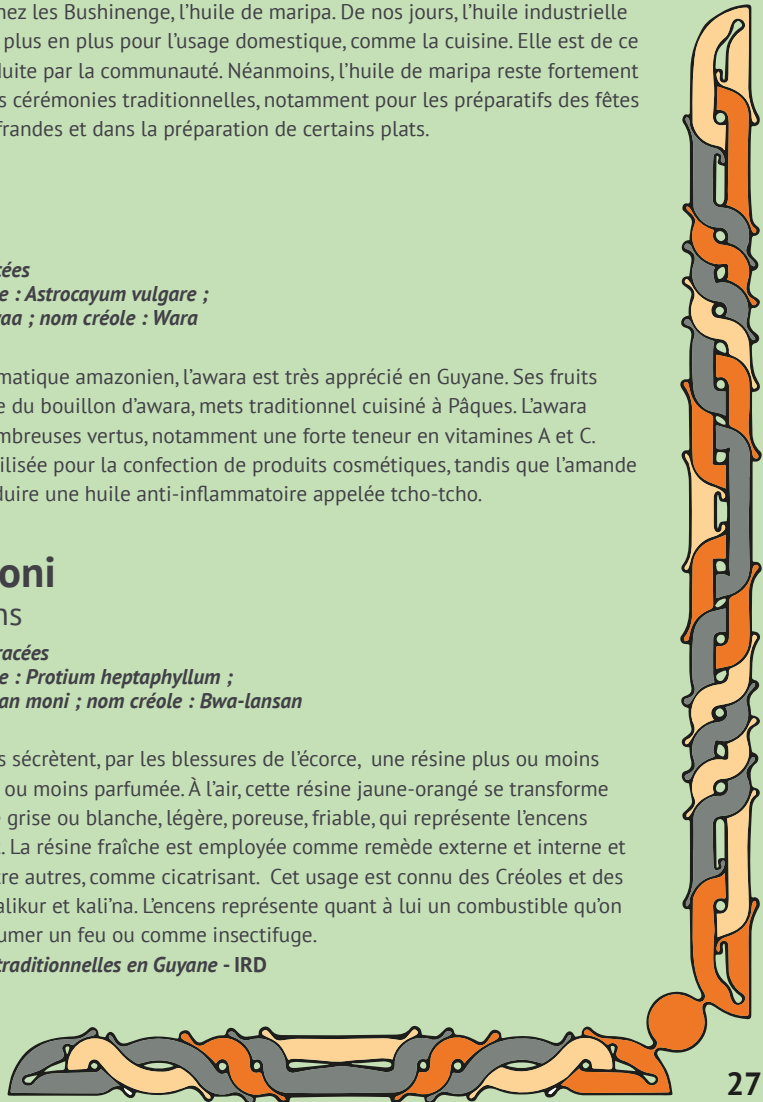 nez les Bushinenge, l'huile de maripa. De nos jours, l'huile industrielle
plus en plus pour l'usage domestique, comme la cuisine. Elle est de ce
duite par la communauté. Néanmoins, l'huile de maripa reste fortement
s cérémonies traditionnelles, notamment pour les préparatifs des fêtes
frandes et dans la préparation de certains plats.
cées
e : Astrocayum vulgare ;
aa ; nom créole : Wara
matique amazonien, l'awara est très apprécié en Guyane. Ses fruits
e du bouillon d'awara, mets traditionnel cuisiné à Pâques. L'awara
mbreuses vertus, notamment une forte teneur en vitamines A et C.
ilisée pour la confection de produits cosmétiques, tandis que l'amande
duire une huile anti-inflammatoire appelée tcho-tcho.
oni
ns
racées
e : Protium heptaphyllum ;
an moni ; nom créole : Bwa-lansan
s sécrètent, par les blessures de l'écorce, une résine plus ou moins
ou moins parfumée. À l'air, cette résine jaune-orangé se transforme
e grise ou blanche, légère, poreuse, friable, qui représente l'encens
. La résine fraîche est employée comme remède externe et interne et
tre autres, comme cicatrisant. Cet usage est connu des Créoles et des
alikur et kali'na. L'encens représente quant à lui un combustible qu'on
umer un feu ou comme insectifuge.
traditionnelles en Guyane - IRD
27